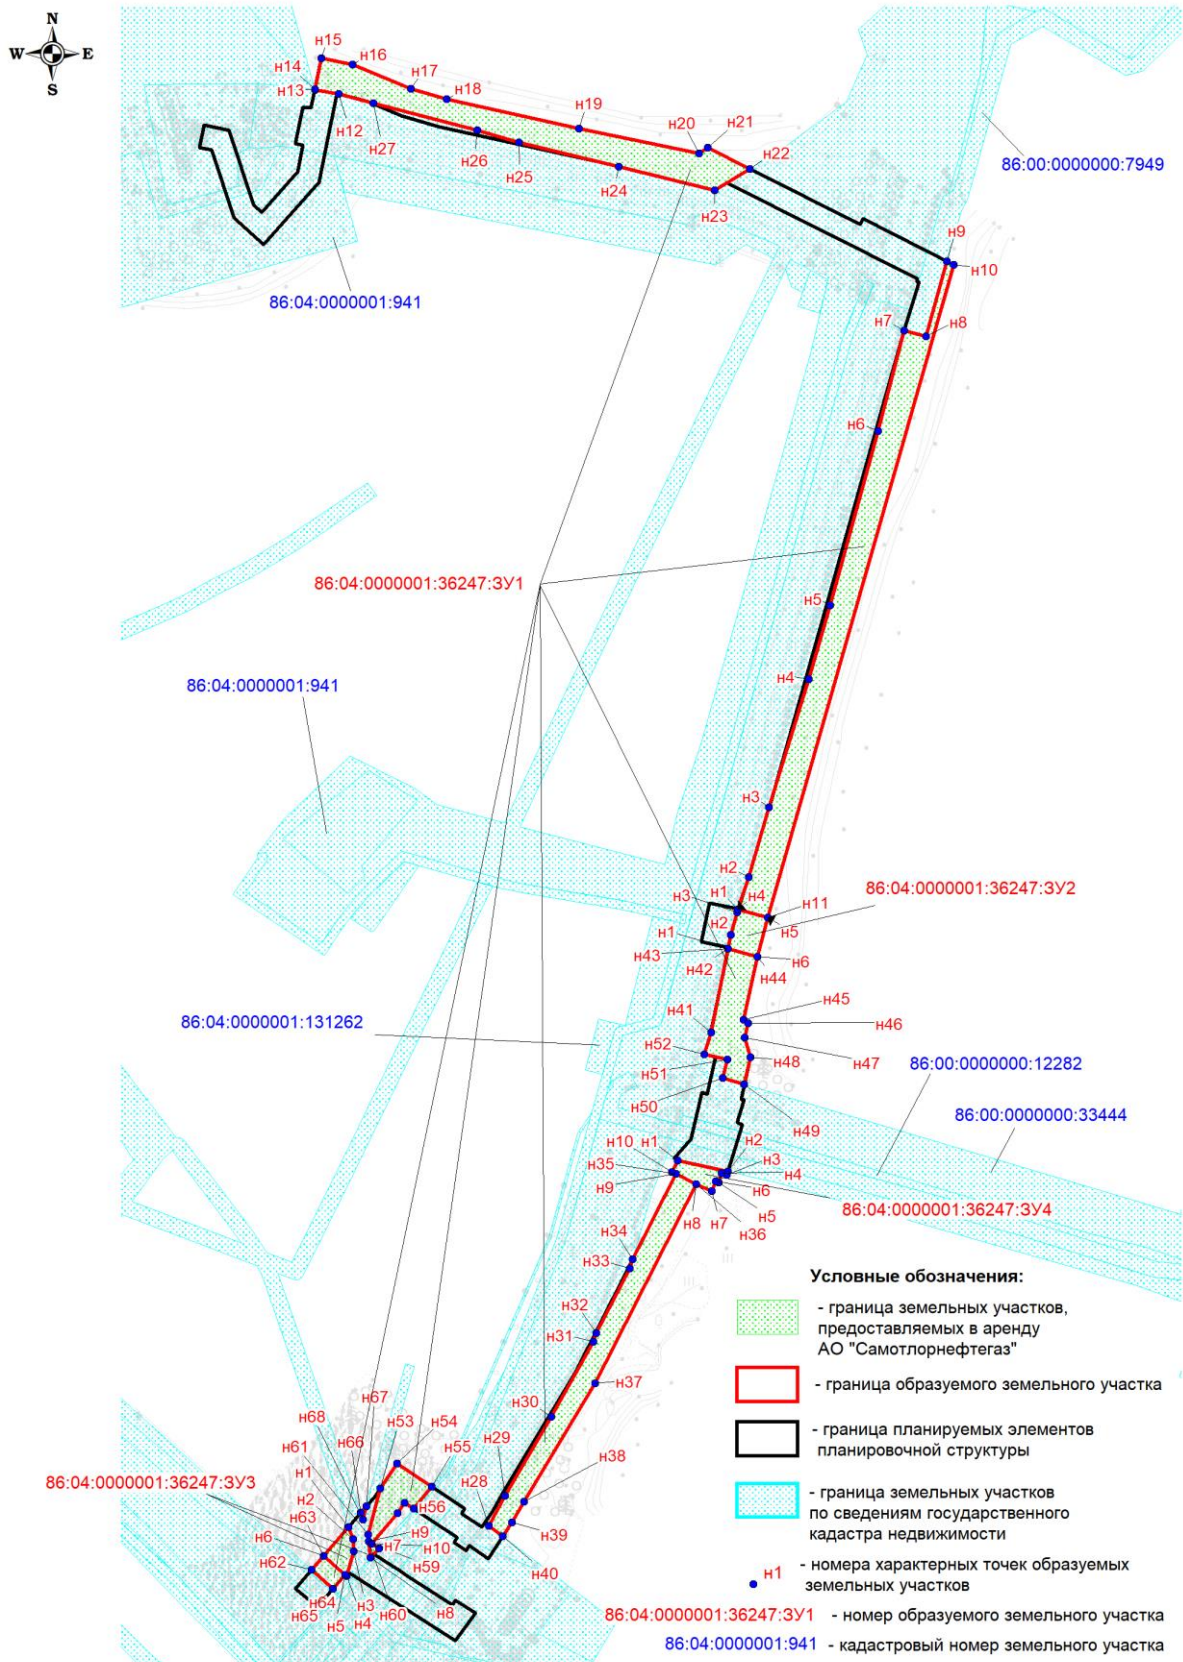 N
W E
S
н15
н16
н14
н17
н13
н18
н19
н12
н27
н20
н21
н26
н25
н22
н24
н23
86:00:0000000:7949
н9
н10
86:04:0000001:941
н7
н8
н6
86:04:0000001:36247:ЗУ1
н5
н4
86:04:0000001:941
н3
н2
86:04:0000001:36247:ЗУ2
н3
н1
н4
н11
н2
н5
н1
н43
н6
н42
н44
н45
86:04:0000001:131262
н41
н46
н52
н47
н48
н51
86:00:0000000:12282
н50
н49
86:00:0000000:33444
н10
н1
н2
н35
н3
н4
н9
н6
86:04:0000001:36247:ЗУ4
н8
н7
н5
н36
н34
н33
н32
н31
н37
н30
н67
н53
н68
н54
н29
н38
н61
н66
н55
н28
86:04:0000001:36247:ЗУ3
н1
н2
н56
н63
н9
н39
н6
н7
н10
н62
н59
н40
н64
н3
н60
н8
н65
н5
н4
Условные обозначения:
- граница земельных участков,
предоставляемых в аренду
АО "Самотлорнефтегаз"
- граница образуемого земельного участка
- граница планируемых элементов
планировочной структуры
- граница земельных участков
по сведениям государственного
кадастра недвижимости
н1 - номера характерных точек образуемых
земельных участков
86:04:0000001:36247:ЗУ1 - номер образуемого земельного участка
86:04:0000001:941 - кадастровый номер земельного участка